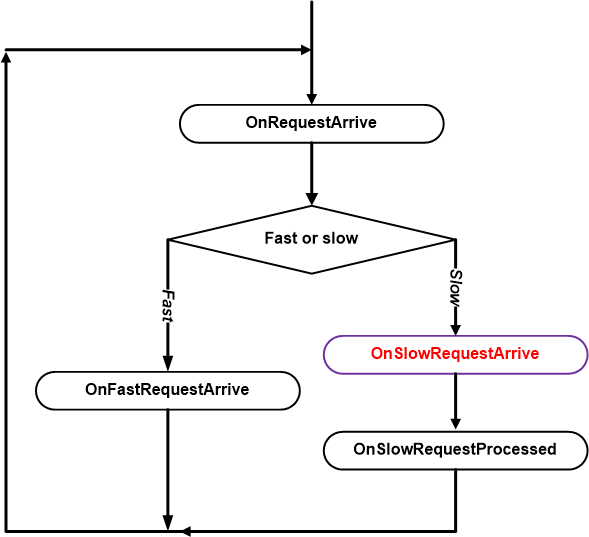 OnRequestArrive
Fast or slow
Fast
Slow
OnSlowRequestArrive
OnFastRequestArrive
OnSlowRequestProcessed